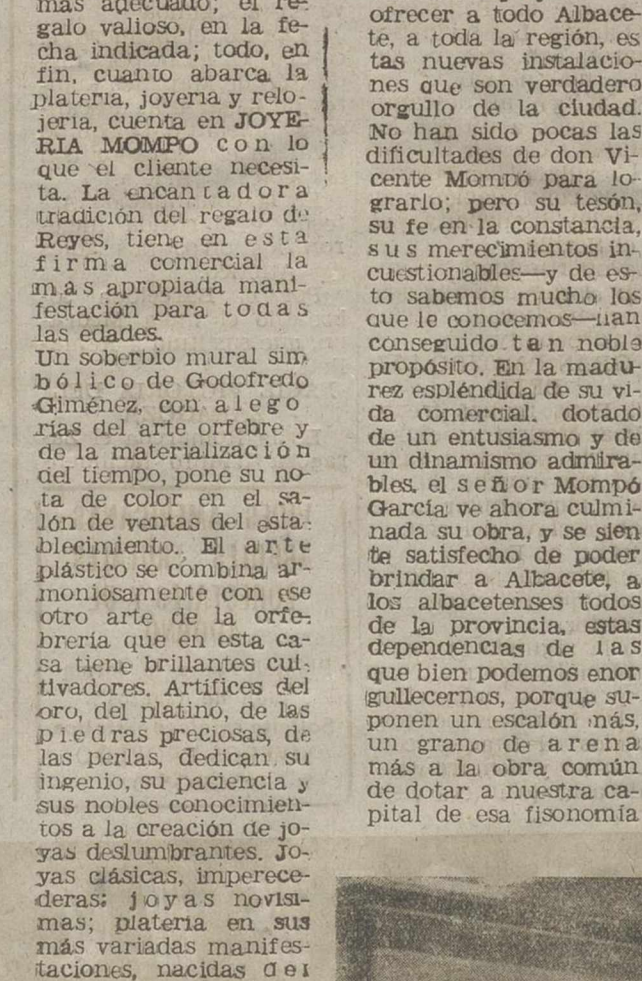 más adecuado; el re-
galo valioso, en la fe-
cha indicada; todo, en
fin, cuanto abarca la
platería, joyería y relo-
jería, cuenta en JOYE-
RIA MOMPO con lo
que el cliente necesi-
ta. La encantadora
tradición del regalo de
Reyes, tiene en esta
firma comercial la
más apropiada mani-
festación para todas
las edades.
Un soberbio mural sim
bólico de Godofredo
Giménez, con alego
rías del arte orfebre y
de la materialización
del tiempo, pone su no-
ta de color en el sa-
lón de ventas del esta-
blecimiento. El arte
plástico se combina ar-
moniosamente con ese
otro arte de la orfe-
brería que en esta ca-
sa tiene brillantes cul-
tivadores. Artífices del
oro, del platino, de las
piedras preciosas, de
las perlas, dedican su
ingenio, su paciencia y
sus nobles conocimien-
tos a la creación de jo-
yas deslumbrantes. Jo-
yas clásicas, imperece-
deras; joyas novísi-
mas; platería en sus
más variadas manifes-
taciones, nacidas del
ofrecer a todo Albace-
te, a toda la región, es
tas nuevas instalacio-
nes que son verdadero
orgullo de la ciudad.
No han sido pocas las
dificultades de don Vi-
cente Mompó para lo-
grarlo; pero su tesón,
su fe en la constancia,
sus merecimientos in-
cuestionables—y de es-
to sabemos mucho los
que le conocemos—han
conseguido tan noble
propósito. En la madu-
rez espléndida de su vi-
da comercial, dotado
de un entusiasmo y de
un dinamismo admira-
bles, el señor Mompó
García ve ahora culmi-
nada su obra, y se sien
te satisfecho de poder
brindar a Albacete, a
los albacetenses todos
de la provincia, estas
dependencias de las
que bien podemos enor
gullecernos, porque su-
ponen un escalón más,
un grano de arena
más a la obra común
de dotar a nuestra ca-
pital de esa fisonomía